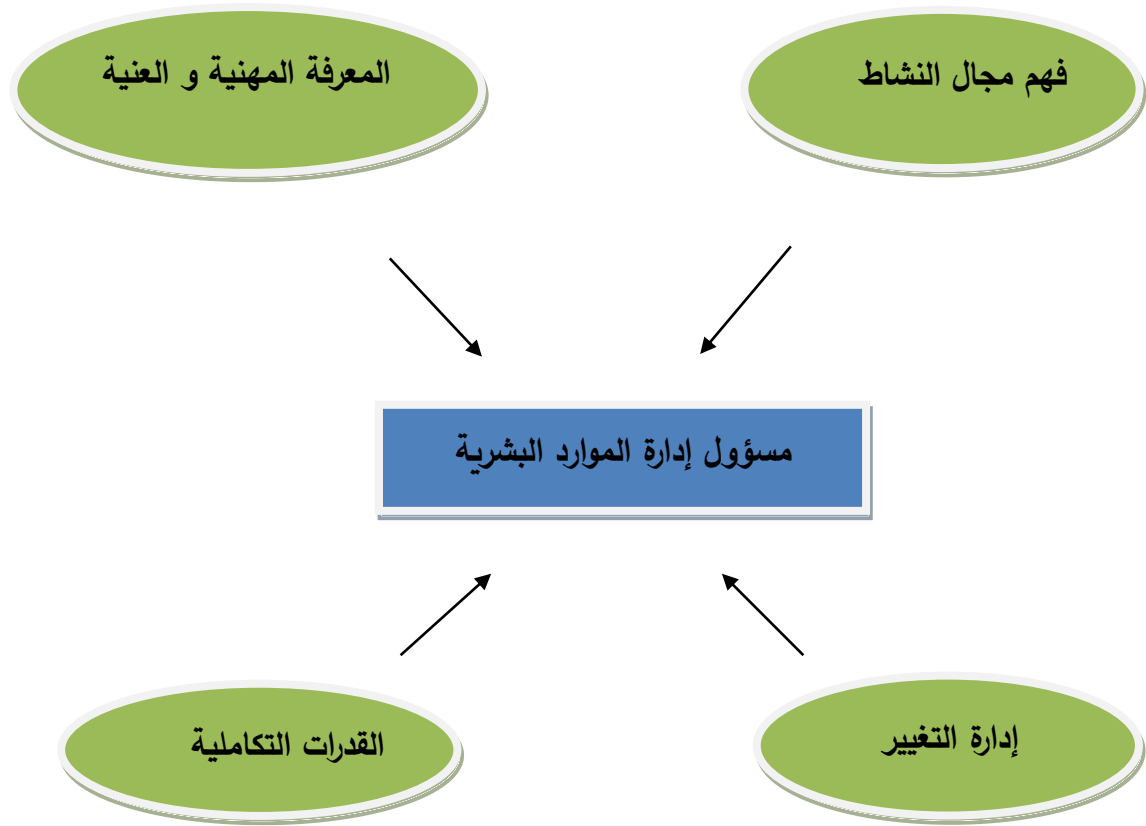 فهم مجال النشاط
المعرفة المهنية و العنية
مسؤول إدارة الموارد البشرية
إدارة التغيير
القدرات التكاملية